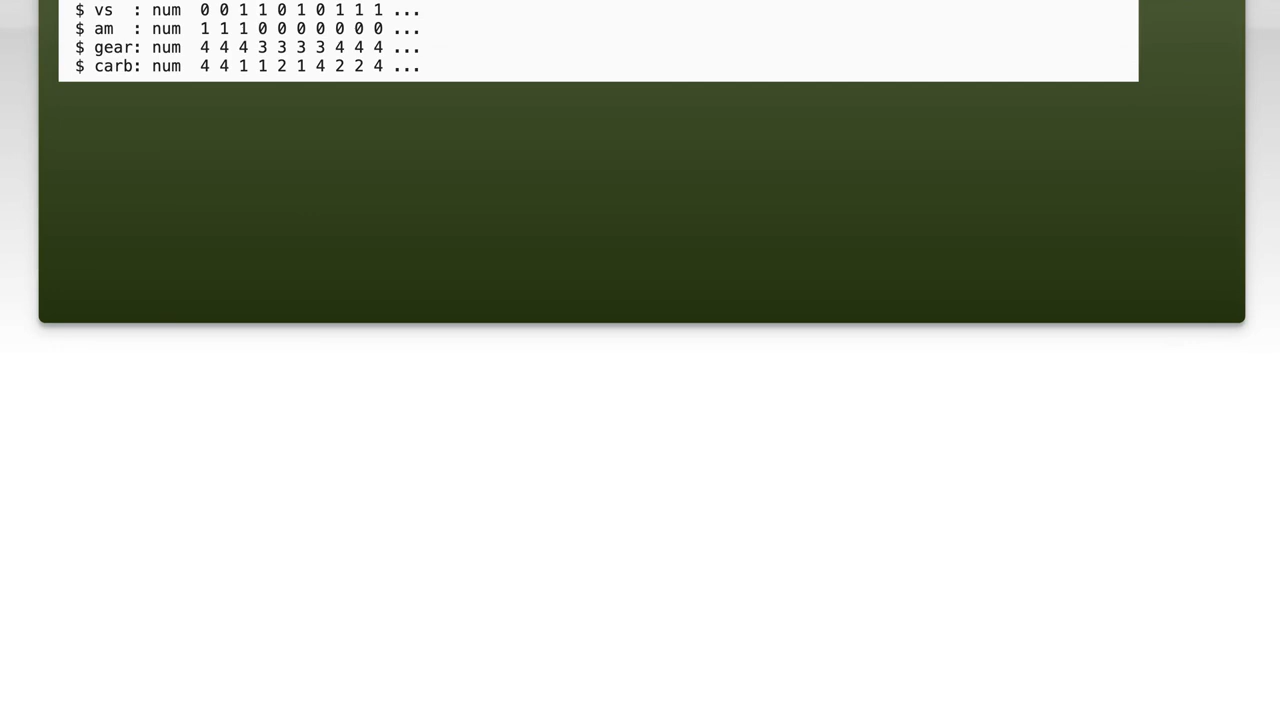 $ vs  : num  0 0 1 1 0 1 0 1 1 1 ...
$ am  : num  1 1 1 0 0 0 0 0 0 0 ...
$ gear: num  4 4 4 3 3 3 3 4 4 4 ...
$ carb: num  4 4 1 1 2 1 4 2 2 4 ...